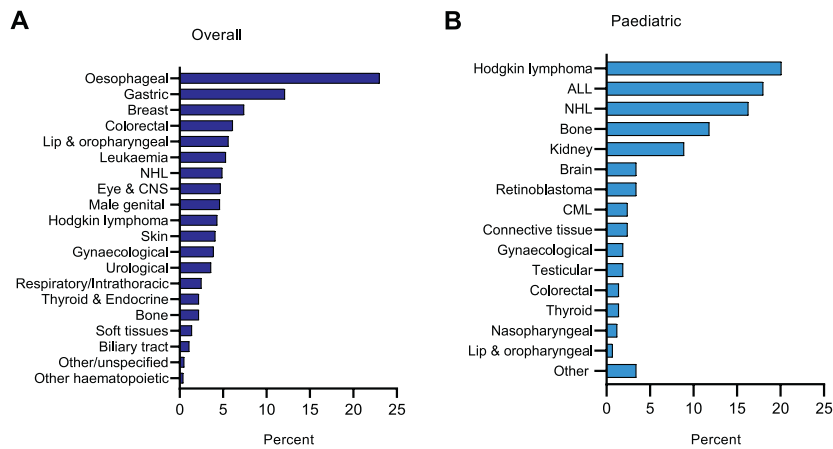 A
Overall
Oesophageal
Gastric
Breast
Colorectal
Lip & oropharyngeal
Leukaemia
NHL
Eye & CNS
Male genital
Hodgkin lymphoma
Skin
Gynaecological
Urological
Respiratory/Intrathoracic
Thyroid & Endocrine
Bone
Soft tissues
Biliary tract
Other/unspecified
Other haematopoietic
0 5 10 15 20 25
Percent
B
Paediatric
Hodgkin lymphoma
ALL
NHL
Bone
Kidney
Brain
Retinoblastoma
CML
Connective tissue
Gynaecological
Testicular
Colorectal
Thyroid
Nasopharyngeal
Lip & oropharyngeal
Other
0 5 10 15 20 25
Percent